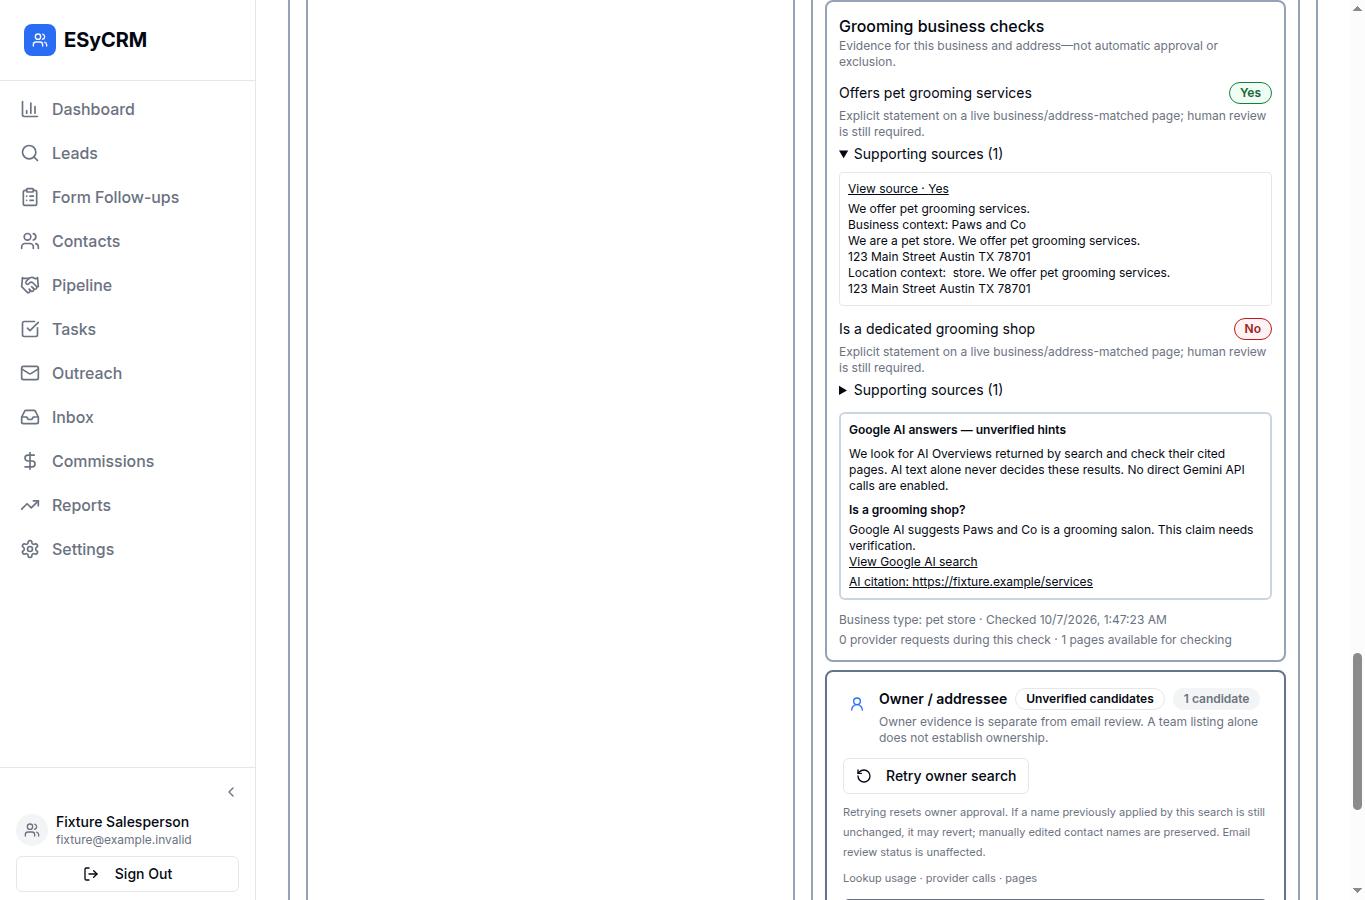 ESyCRM
Dashboard
Leads
Form Follow-ups
Contacts
Pipeline
Tasks
Outreach
Inbox
Commissions
Reports
Settings
Fixture Salesperson
fixture@example.invalid
Sign Out
Grooming business checks
Evidence for this business and address—not automatic approval or
exclusion.
Offers pet grooming services
Yes
Explicit statement on a live business/address-matched page; human review
is still required.
Supporting sources (1)
View source · Yes
We offer pet grooming services.
Business context: Paws and Co
We are a pet store. We offer pet grooming services.
123 Main Street Austin TX 78701
Location context:  store. We offer pet grooming services.
123 Main Street Austin TX 78701
Is a dedicated grooming shop
No
Explicit statement on a live business/address-matched page; human review
is still required.
Supporting sources (1)
Google AI answers — unverified hints
We look for AI Overviews returned by search and check their cited
pages. AI text alone never decides these results. No direct Gemini API
calls are enabled.
Is a grooming shop?
Google AI suggests Paws and Co is a grooming salon. This claim needs
verification.
View Google AI search
AI citation: https://fixture.example/services
Business type: pet store · Checked 10/7/2026, 1:47:23 AM
0 provider requests during this check · 1 pages available for checking
Owner / addressee
Unverified candidates
1 candidate
Owner evidence is separate from email review. A team listing alone
does not establish ownership.
Retry owner search
Retrying resets owner approval. If a name previously applied by this search is still
unchanged, it may revert; manually edited contact names are preserved. Email
review status is unaffected.
Lookup usage · provider calls · pages